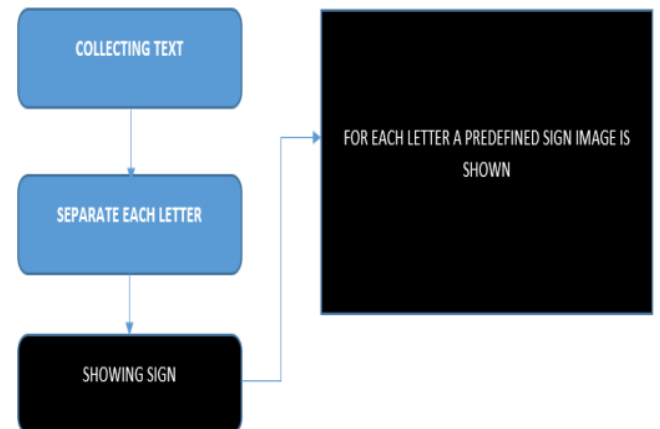 COLLECTING TEXT
SEPARATE EACH LETTER
SHOWING SIGN
FOR EACH LETTER A PREDEFINED SIGN IMAGE IS
SHOWN